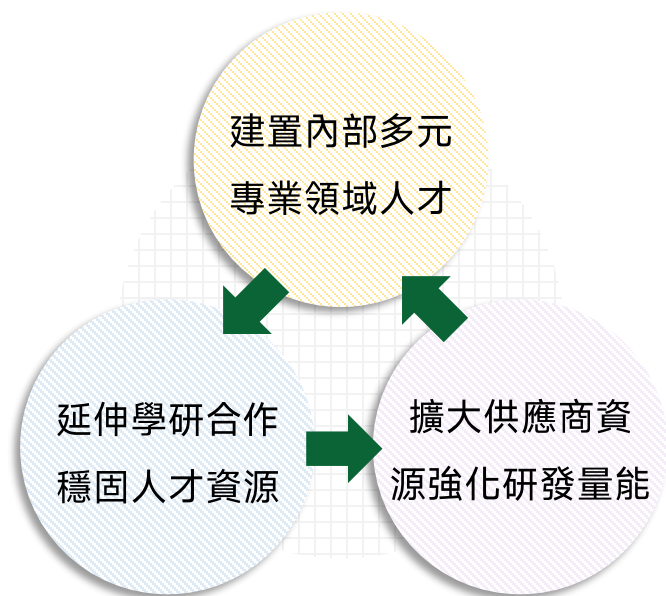 建置內部多元
專業領域人才
延伸學研合作
穩固人才資源
擴大供應商資
源強化研發量能